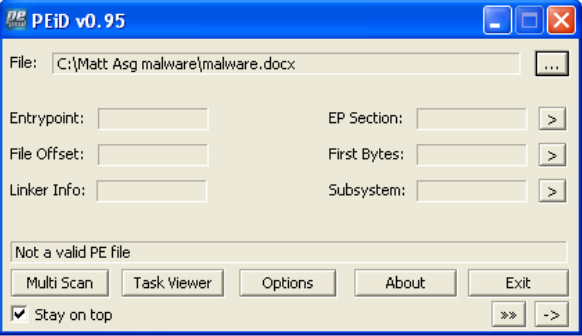 PEiD v0.95
File: C:\Matt Asg malware\malware.docx ...
Entrypoint: EP Section: >
File Offset: First Bytes: >
Linker Info: Subsystem: >
Not a valid PE file
Multi Scan Task Viewer Options About Exit
Stay on top »» ->